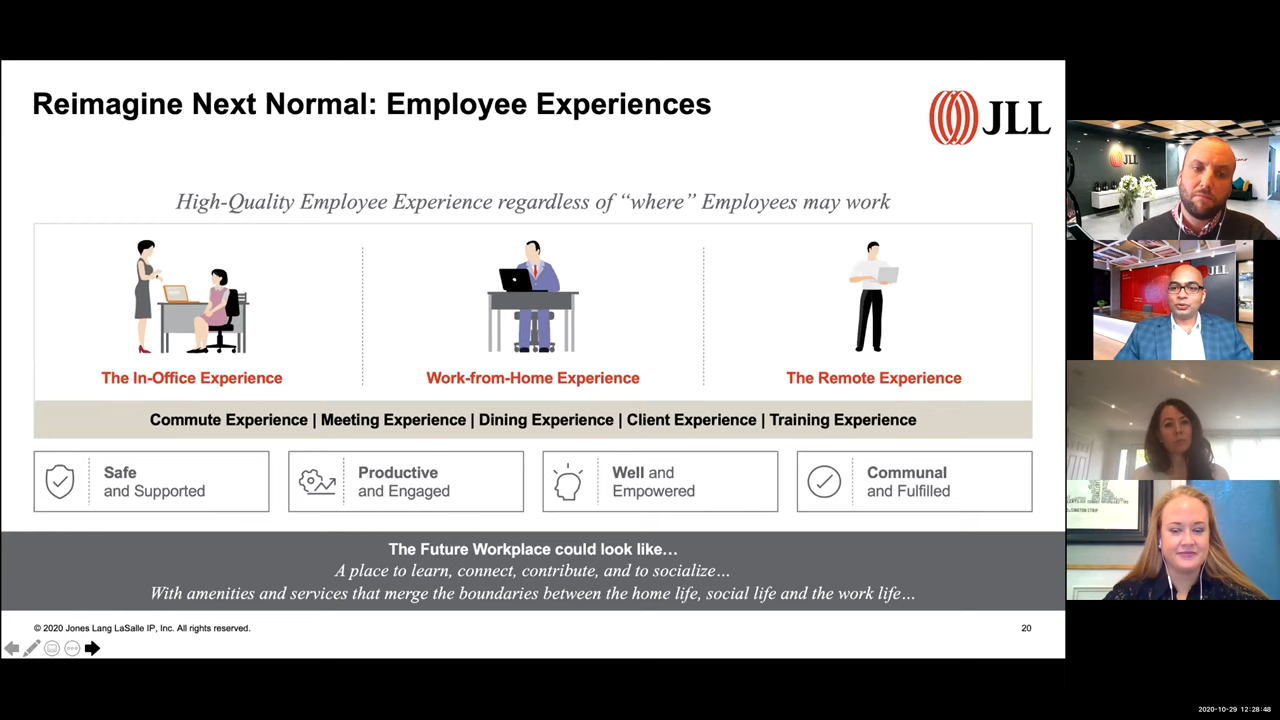 Reimagine Next Normal: Employee Experiences
JLL
High-Quality Employee Experience regardless of “where” Employees may work
The In-Office Experience
Work-from-Home Experience
The Remote Experience
Commute Experience | Meeting Experience | Dining Experience | Client Experience | Training Experience
Safe
and Supported
Productive
and Engaged
Well and
Empowered
Communal
and Fulfilled
The Future Workplace could look like…
A place to learn, connect, contribute, and to socialize…
With amenities and services that merge the boundaries between the home life, social life and the work life…
© 2020 Jones Lang LaSalle IP, Inc. All rights reserved.
20
JLL
JLL
2020-10-29 12:28:48